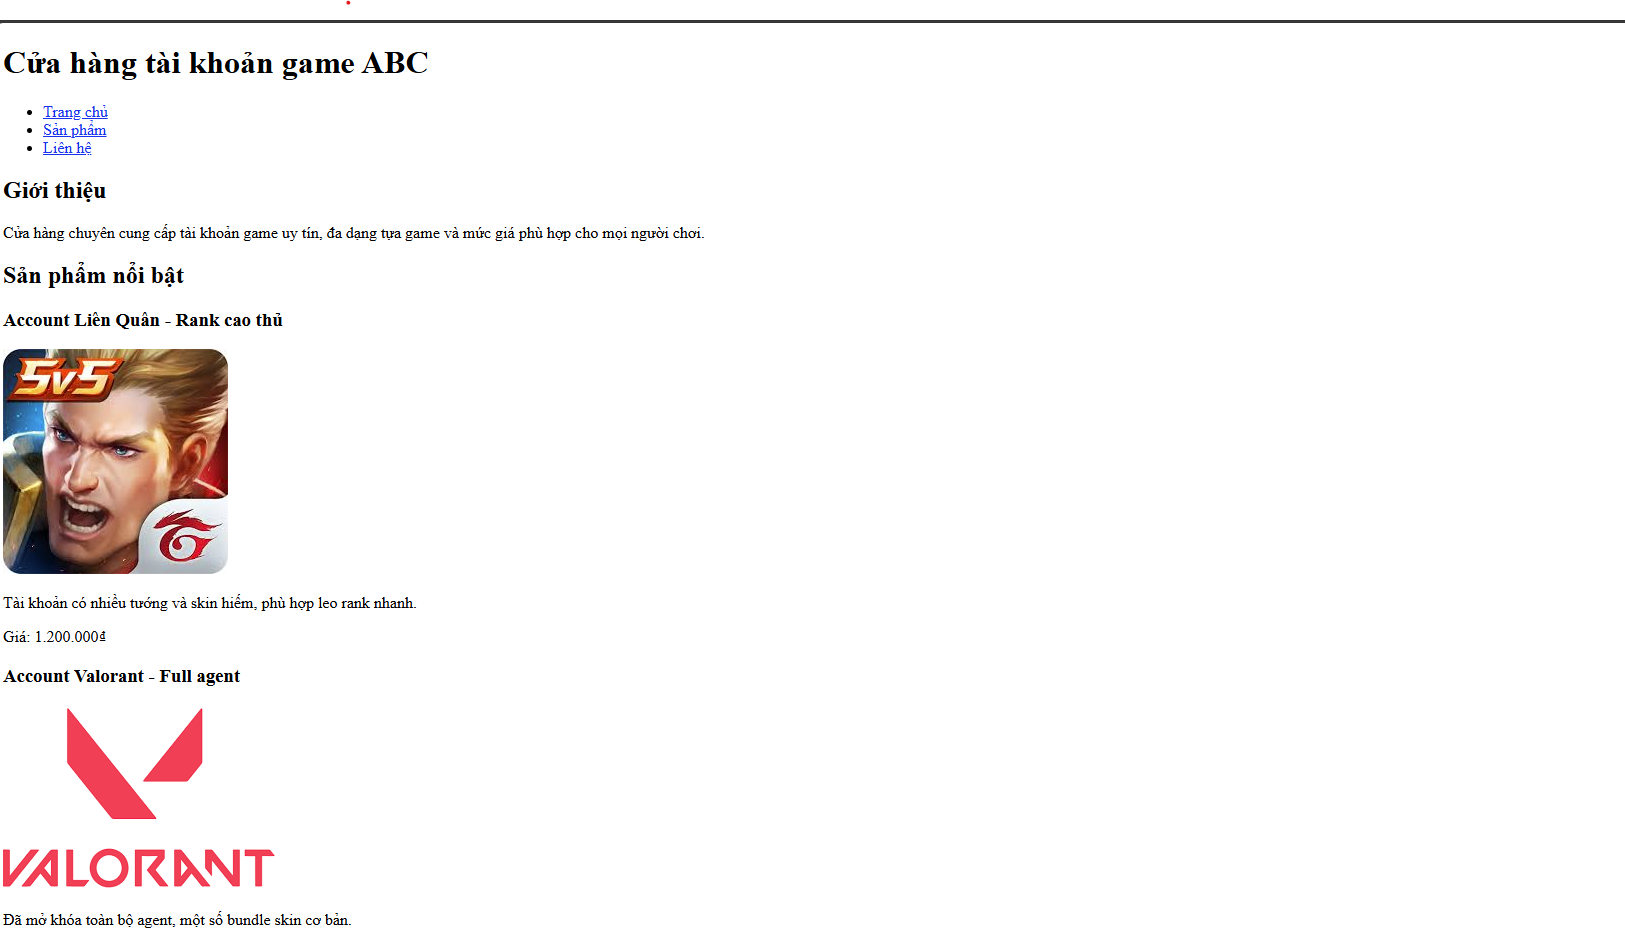 Cửa hàng tài khoản game ABC
Trang chủ
Sản phẩm
Liên hệ
Giới thiệu
Cửa hàng chuyên cung cấp tài khoản game uy tín, đa dạng tựa game và mức giá phù hợp cho mọi người chơi.
Sản phẩm nổi bật
Account Liên Quân - Rank cao thủ
5v5
Tài khoản có nhiều tướng và skin hiếm, phù hợp leo rank nhanh.
Giá: 1.200.000₫
Account Valorant - Full agent
VALORANT
Đã mở khóa toàn bộ agent, một số bundle skin cơ bản.